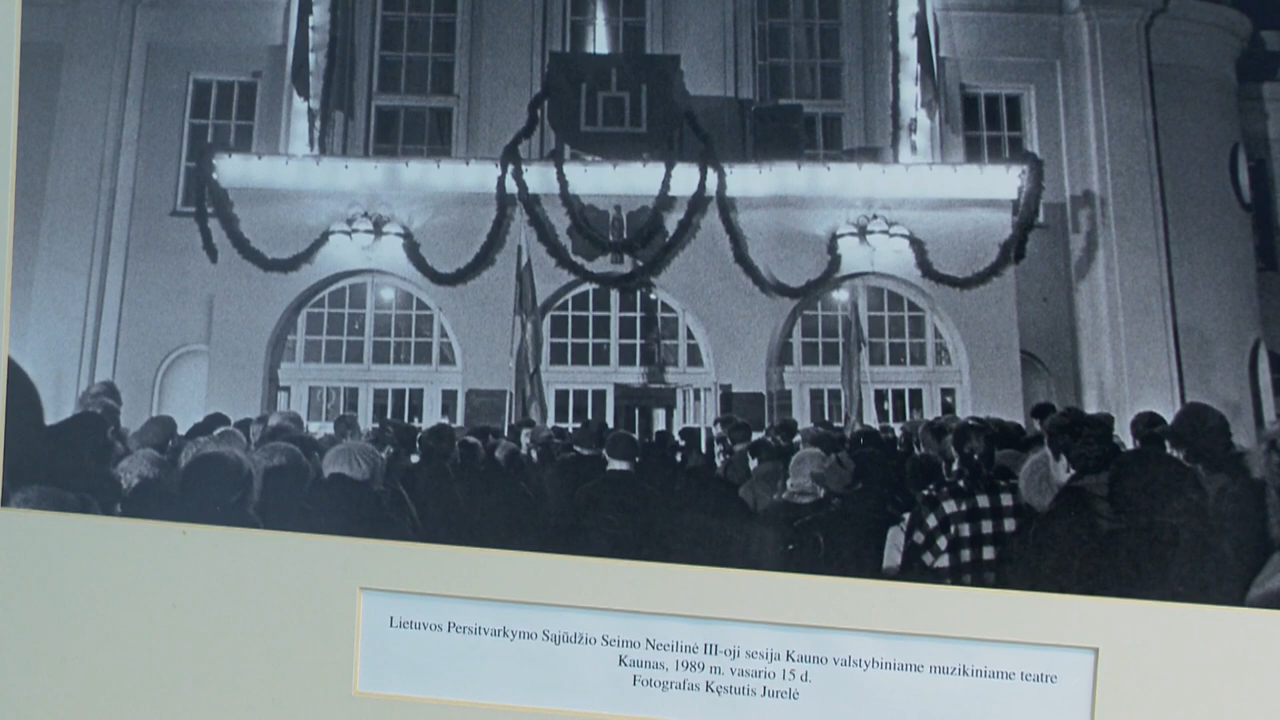 Lietuvos Persitvarkymo Sąjūdžio Seimo Neeilinė III-oji sesija Kauno valstybiniame muzikiniame teatre
Kaunas, 1989 m. vasario 15 d.
Fotografas Kęstutis Jurelė